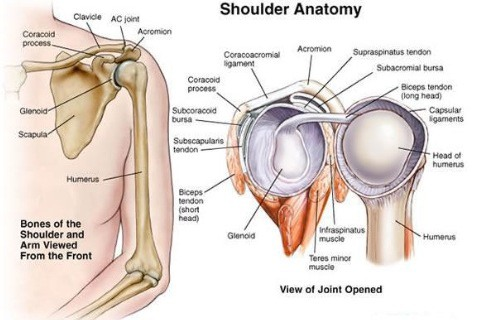 Shoulder Anatomy
Clavicle
AC joint
Acromion
Coracoid
process
Glenoid
Scapula
Humerus
Bones of the
Shoulder and
Arm Viewed
From the Front
Coracoacromial
ligament
Acromion
Supraspinatus tendon
Subacromial bursa
Coracoid
process
Biceps tendon
(long head)
Subcoracoid
bursa
Capsular
ligaments
Subscapularis
tendon
Head of
humerus
Biceps
tendon
(short
head)
Glenoid
Infraspinatus
muscle
Humerus
Teres minor
muscle
View of Joint Opened